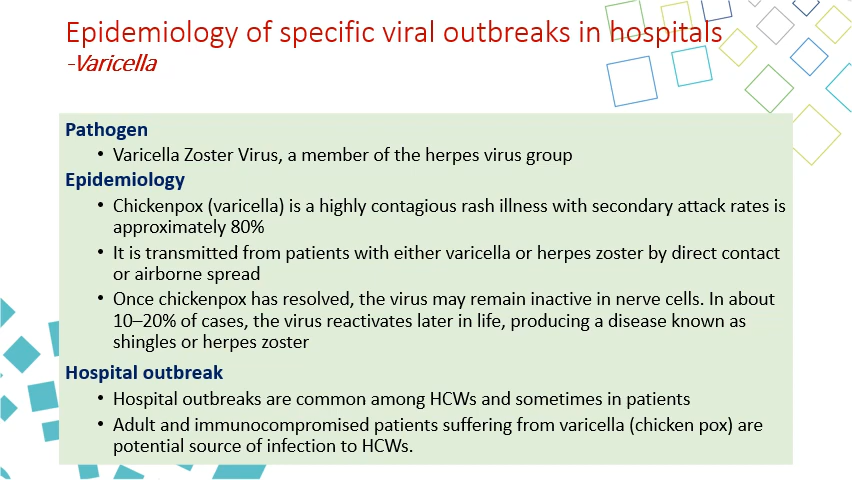 Epidemiology of specific viral outbreaks in hospitals
-Varicella
Pathogen
• Varicella Zoster Virus, a member of the herpes virus group
Epidemiology
• Chickenpox (varicella) is a highly contagious rash illness with secondary attack rates is
approximately 80%
• It is transmitted from patients with either varicella or herpes zoster by direct contact
or airborne spread
• Once chickenpox has resolved, the virus may remain inactive in nerve cells. In about
10–20% of cases, the virus reactivates later in life, producing a disease known as
shingles or herpes zoster
Hospital outbreak
• Hospital outbreaks are common among HCWs and sometimes in patients
• Adult and immunocompromised patients suffering from varicella (chicken pox) are
potential source of infection to HCWs.